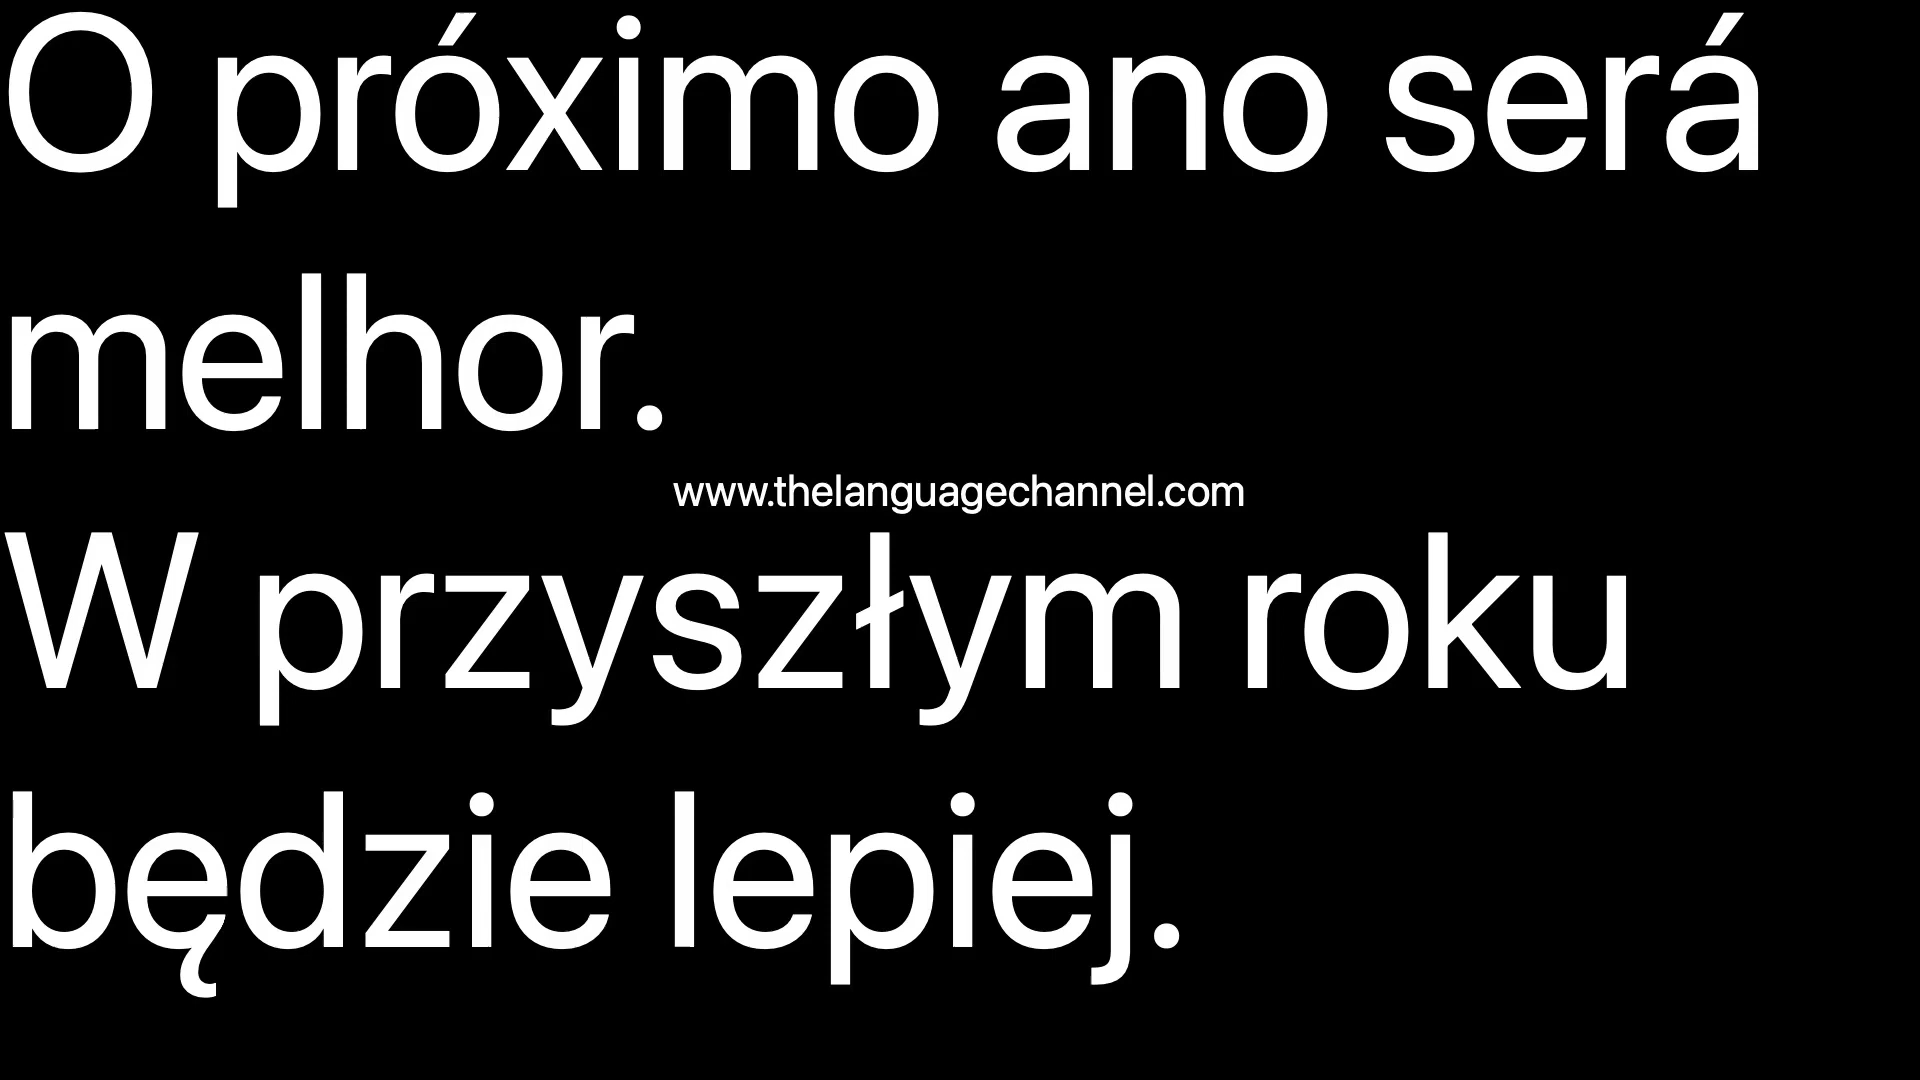 O próximo ano será
melhor.
www.thelanguagechannel.com
W przyszłym roku
będzie lepiej.